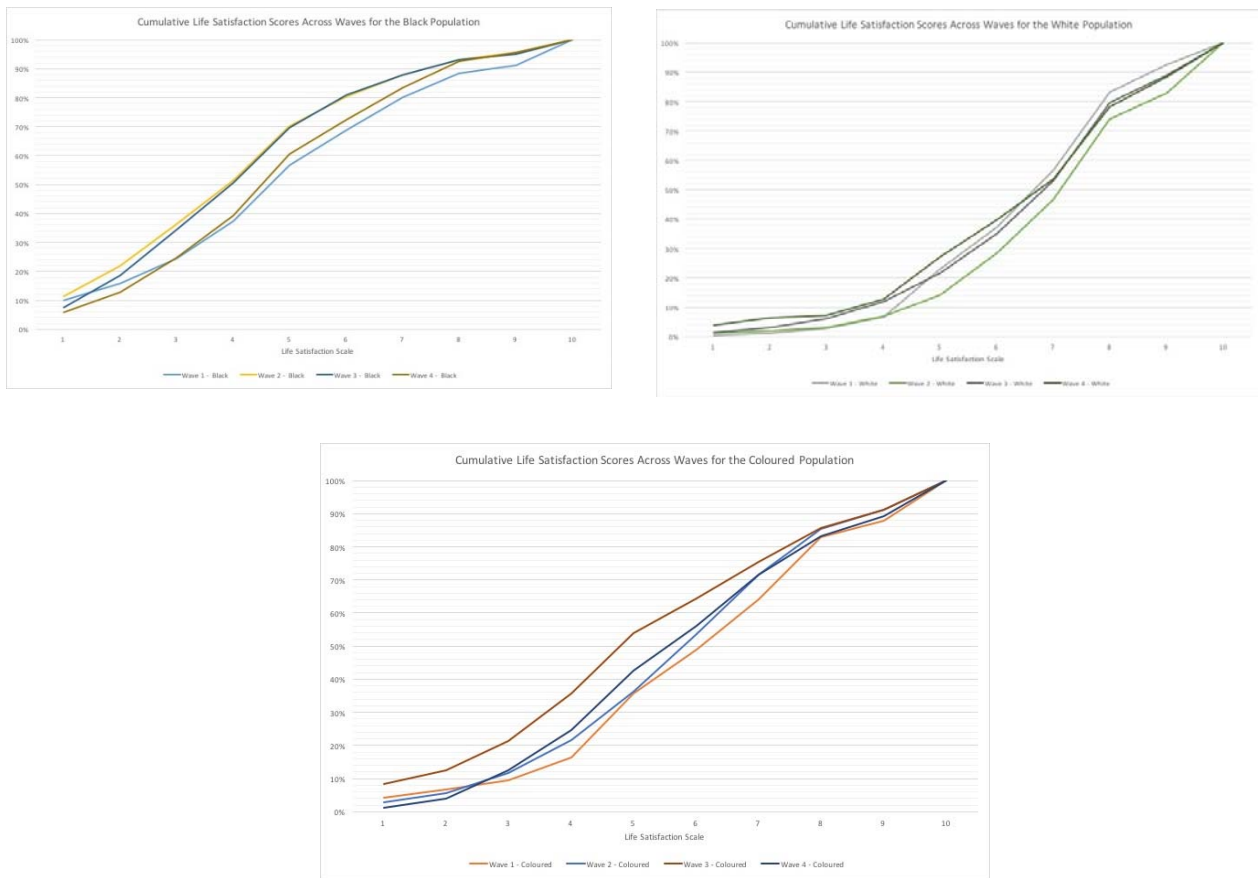 Cumulative Life Satisfaction Scores Across Waves for the Black Population
100%
90%
80%
70%
60%
50%
40%
30%
20%
10%
0%
1 2 3 4 5 6 7 8 9 10
Life Satisfaction Scale
Wave 1 - Black Wave 2 - Black Wave 3 - Black Wave 4 - Black
Cumulative Life Satisfaction Scores Across Waves for the White Population
100%
90%
80%
70%
60%
50%
40%
30%
20%
10%
0%
1 2 3 4 5 6 7 8 9 10
Life Satisfaction Scale
Wave 1 - White Wave 2 - White Wave 3 - White Wave 4 - White
Cumulative Life Satisfaction Scores Across Waves for the Coloured Population
100%
90%
80%
70%
60%
50%
40%
30%
20%
10%
0%
1 2 3 4 5 6 7 8 9 10
Life Satisfaction Scale
Wave 1 - Coloured Wave 2 - Coloured Wave 3 - Coloured Wave 4 - Coloured